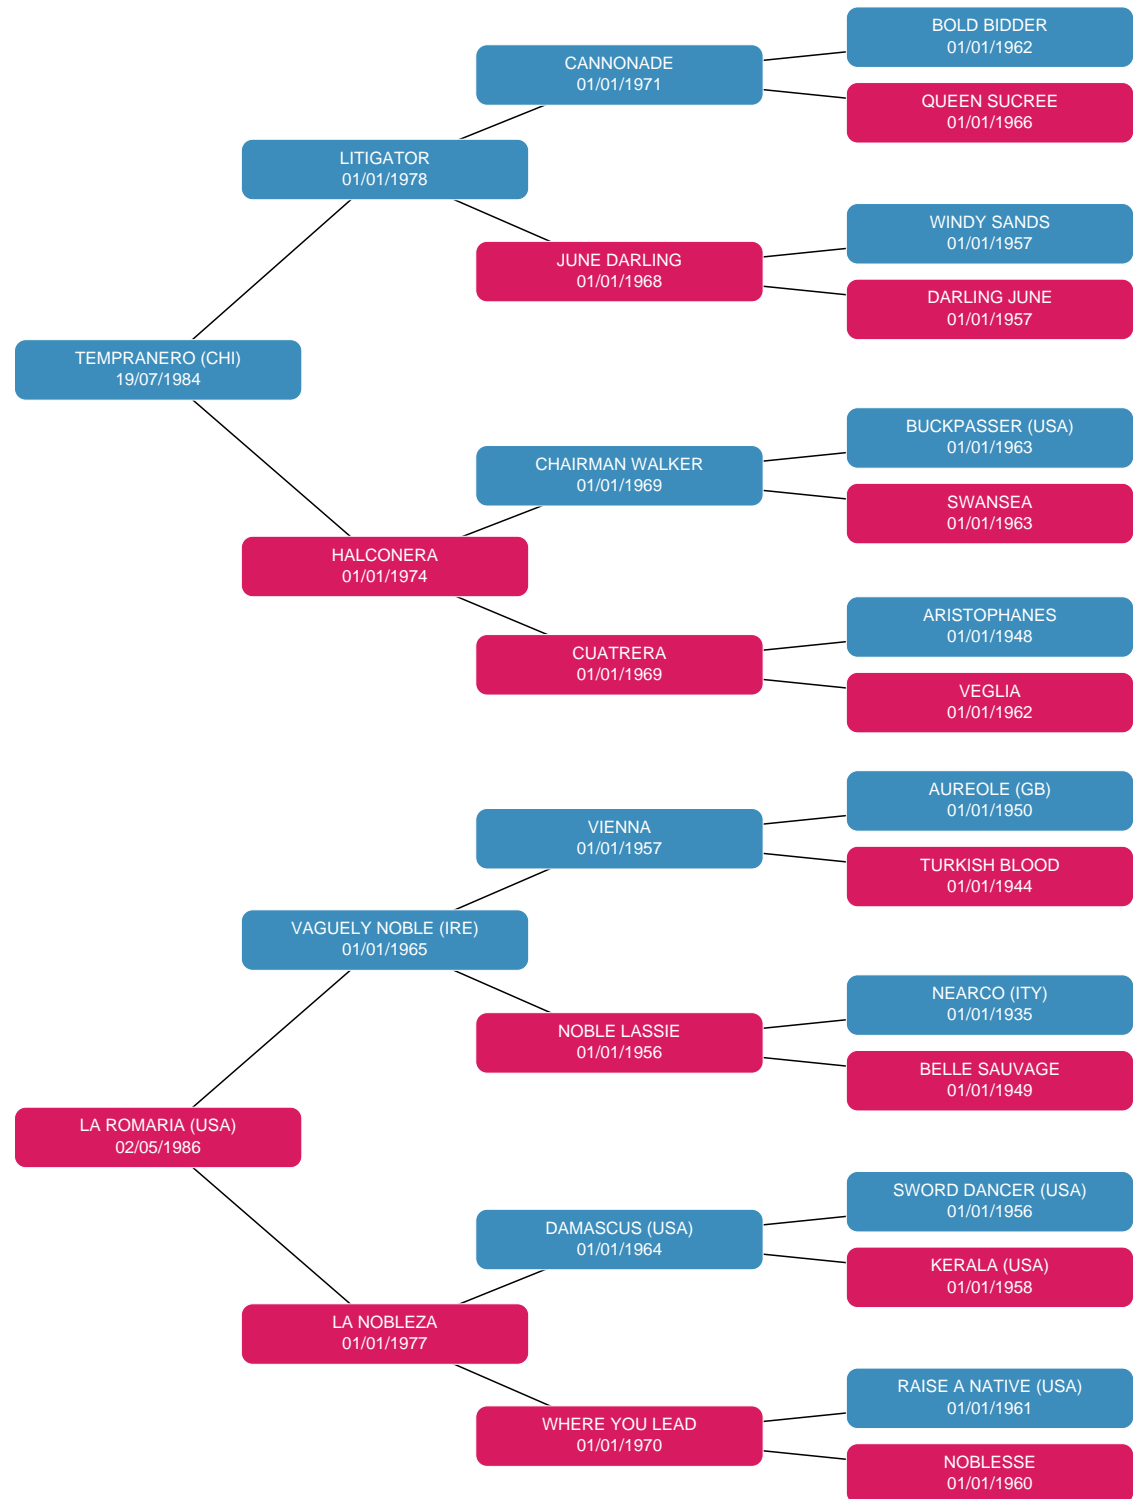 BOLD BIDDER
01/01/1962
CANNONADE
01/01/1971
QUEEN SUCREE
01/01/1966
LITIGATOR
01/01/1978
WINDY SANDS
01/01/1957
JUNE DARLING
01/01/1968
DARLING JUNE
01/01/1957
TEMPRANERO (CHI)
19/07/1984
BUCKPASSER (USA)
01/01/1963
CHAIRMAN WALKER
01/01/1969
SWANSEA
01/01/1963
HALCONERA
01/01/1974
ARISTOPHANES
01/01/1948
CUATRERA
01/01/1969
VEGLIA
01/01/1962
AUREOLE (GB)
01/01/1950
VIENNA
01/01/1957
TURKISH BLOOD
01/01/1944
VAGUELY NOBLE (IRE)
01/01/1965
NEARCO (ITY)
01/01/1935
NOBLE LASSIE
01/01/1956
BELLE SAUVAGE
01/01/1949
LA ROMARIA (USA)
02/05/1986
SWORD DANCER (USA)
01/01/1956
DAMASCUS (USA)
01/01/1964
KERALA (USA)
01/01/1958
LA NOBLEZA
01/01/1977
RAISE A NATIVE (USA)
01/01/1961
WHERE YOU LEAD
01/01/1970
NOBLESSE
01/01/1960